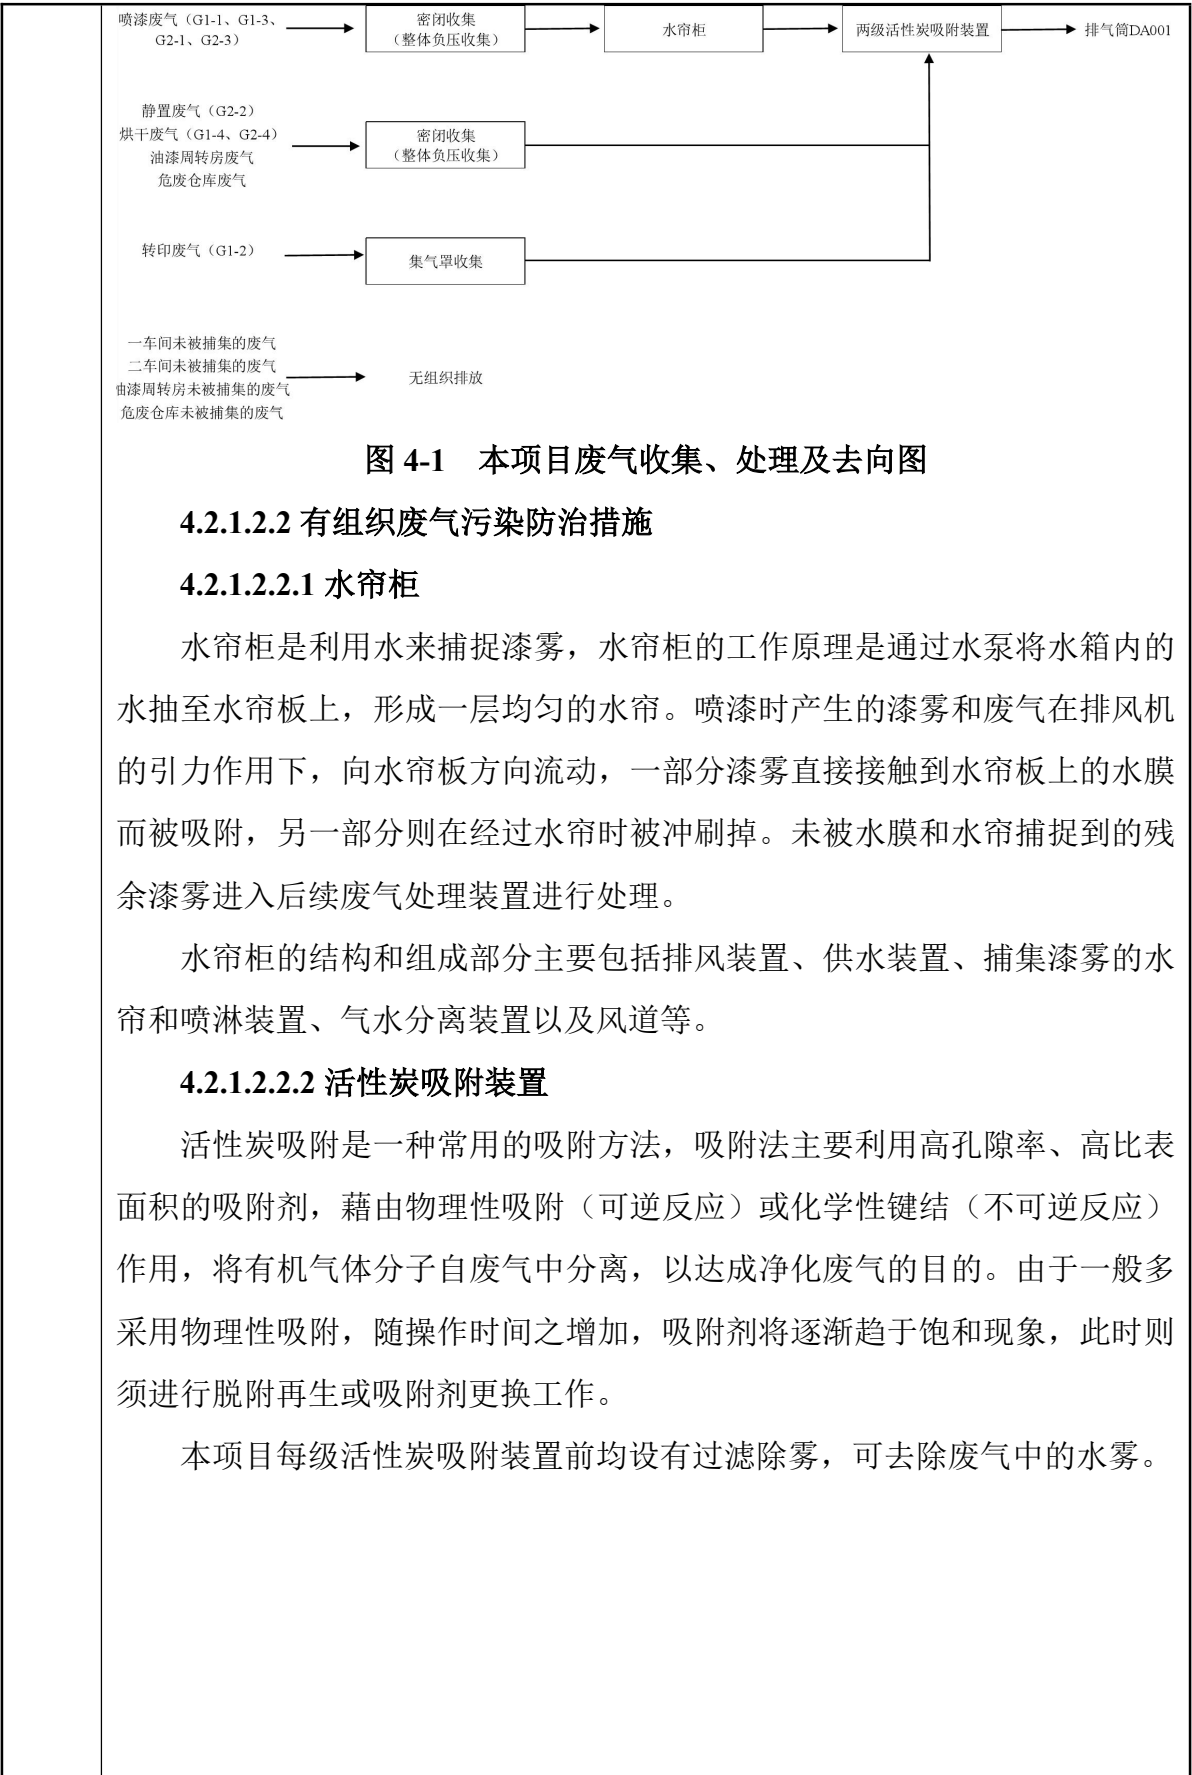 喷漆废气（G1-1、G1-3、
G2-1、G2-3）
密闭收集
（整体负压收集）
水帘柜
两级活性炭吸附装置
排气筒DA001
静置废气（G2-2）
烘干废气（G1-4、G2-4）
油漆周转房废气
危废仓库废气
密闭收集
（整体负压收集）
转印废气（G1-2）
集气罩收集
一车间未被捕集的废气
二车间未被捕集的废气
油漆周转房未被捕集的废气
危废仓库未被捕集的废气
无组织排放
图 4-1 本项目废气收集、处理及去向图
4.2.1.2.2 有组织废气污染防治措施
4.2.1.2.2.1 水帘柜
水帘柜是利用水来捕捉漆雾，水帘柜的工作原理是通过水泵将水箱内的
水抽至水帘板上，形成一层均匀的水帘。喷漆时产生的漆雾和废气在排风机
的引力作用下，向水帘板方向流动，一部分漆雾直接接触到水帘板上的水膜
而被吸附，另一部分则在经过水帘时被冲刷掉。未被水膜和水帘捕捉到的残
余漆雾进入后续废气处理装置进行处理。
水帘柜的结构和组成部分主要包括排风装置、供水装置、捕集漆雾的水
帘和喷淋装置、气水分离装置以及风道等。
4.2.1.2.2.2 活性炭吸附装置
活性炭吸附是一种常用的吸附方法，吸附法主要利用高孔隙率、高比表
面积的吸附剂，藉由物理性吸附（可逆反应）或化学性键结（不可逆反应）
作用，将有机气体分子自废气中分离，以达成净化废气的目的。由于一般多
采用物理性吸附，随操作时间之增加，吸附剂将逐渐趋于饱和现象，此时则
须进行脱附再生或吸附剂更换工作。
本项目每级活性炭吸附装置前均设有过滤除雾，可去除废气中的水雾。